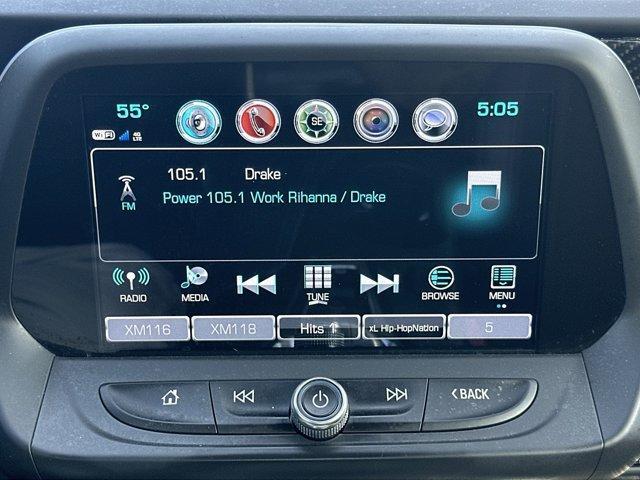 55° 5:05
WiFi 4G LTE
SE
105.1 Drake
FM Power 105.1 Work Rihanna / Drake
RADIO MEDIA TUNE BROWSE MENU
XM116 XM118 Hits 1 xL Hip-HopNation 5
BACK